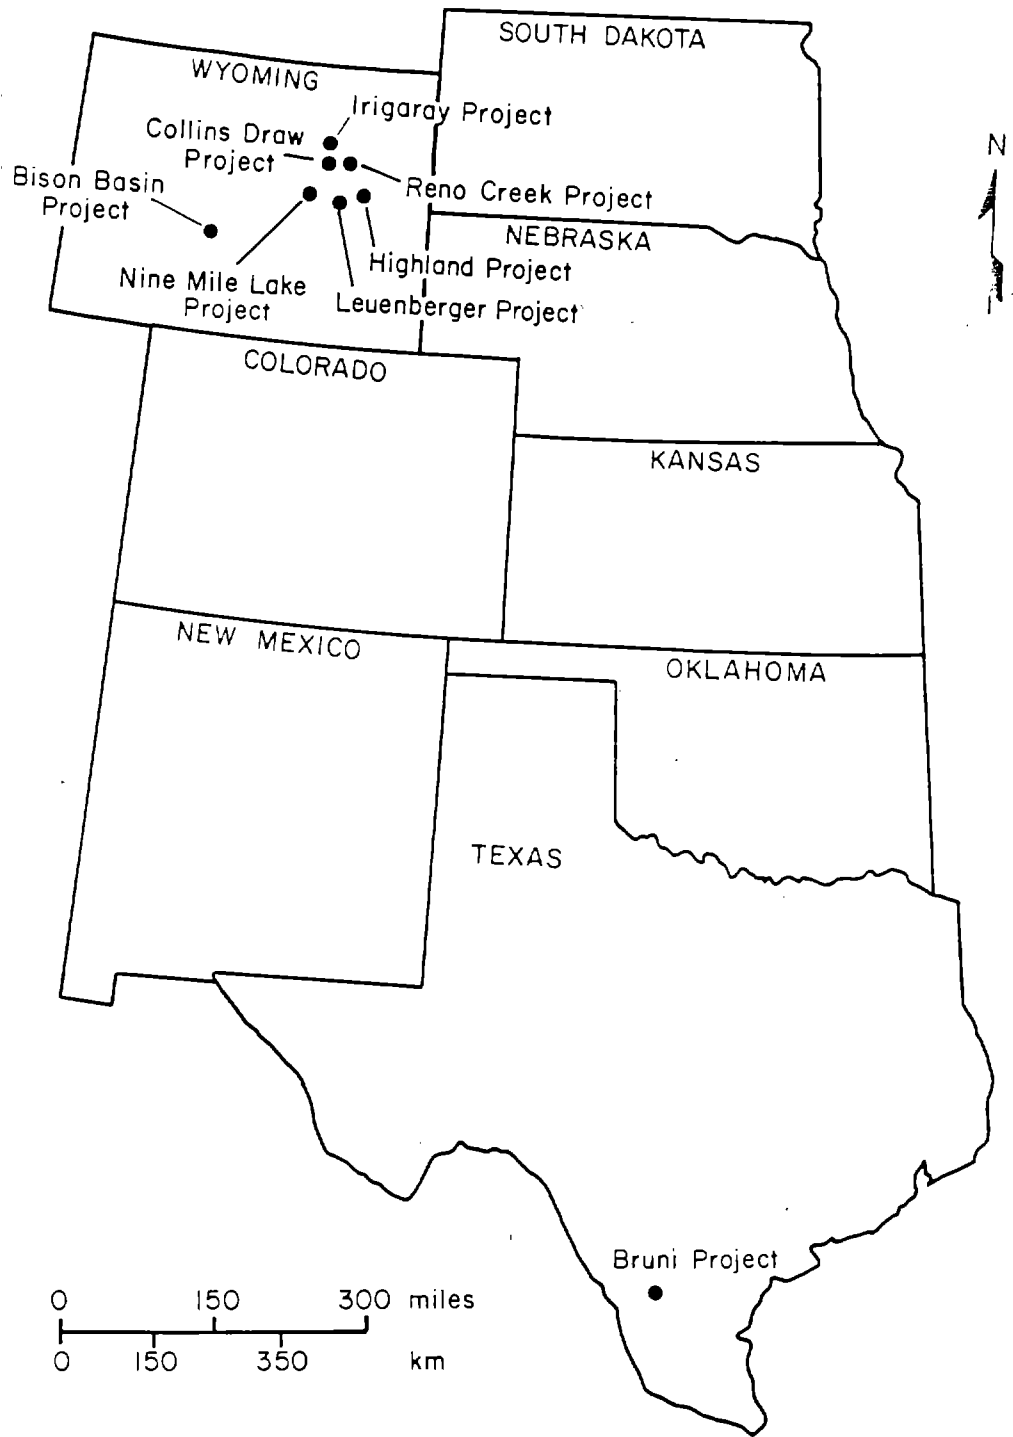 SOUTH DAKOTA
WYOMING
Irigaray Project
Collins Draw
Project
N
Bison Basin
Project
Reno Creek Project
NEBRASKA
Highland Project
Nine Mile Lake
Project
Leuenberger Project
COLORADO
KANSAS
NEW MEXICO
OKLAHOMA
TEXAS
Bruni Project
0 150 300 miles
0 150 350 km